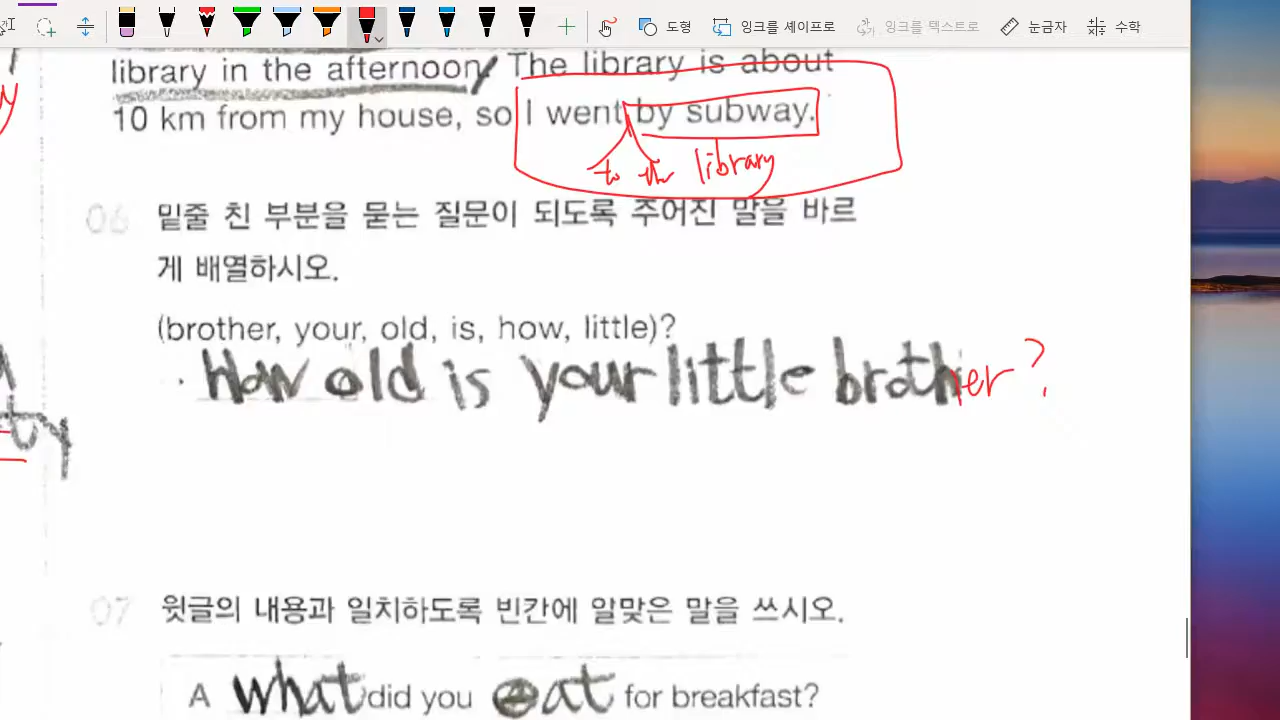 도형 잉크를 셰이프로 잉크를 텍스트로 눈금자 수학
library in the afternoon. The library is about
10 km from my house, so I went by subway.
to the library
06 밑줄 친 부분을 묻는 질문이 되도록 주어진 말을 바르
게 배열하시오.
(brother, your, old, is, how, little)?
How old is your little brother ?
07 윗글의 내용과 일치하도록 빈칸에 알맞은 말을 쓰시오.
A what did you eat for breakfast?